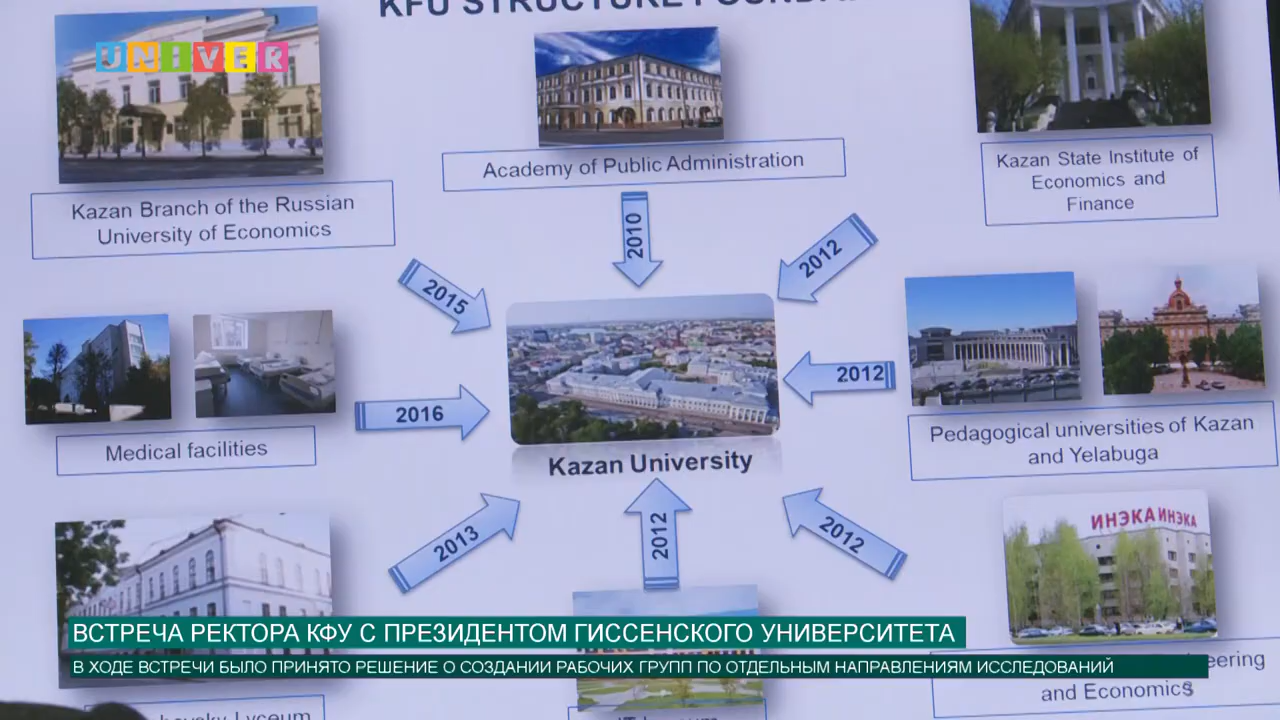 KFU STRUCTURE
UNIVER
Academy of Public Administration
Kazan State Institute of
Economics and
Finance
Kazan Branch of the Russian
University of Economics
2010
2012
2015
2012
2016
Medical facilities
Pedagogical universities of Kazan
and Yelabuga
Kazan University
2013
2012
2012
ИНЭКА ИНЭКА
ВСТРЕЧА РЕКТОРА КФУ С ПРЕЗИДЕНТОМ ГИССЕНСКОГО УНИВЕРСИТЕТА
В ХОДЕ ВСТРЕЧИ БЫЛО ПРИНЯТО РЕШЕНИЕ О СОЗДАНИИ РАБОЧИХ ГРУПП ПО ОТДЕЛЬНЫМ НАПРАВЛЕНИЯМ ИССЛЕДОВАНИЙ
and Economics
Lyceum